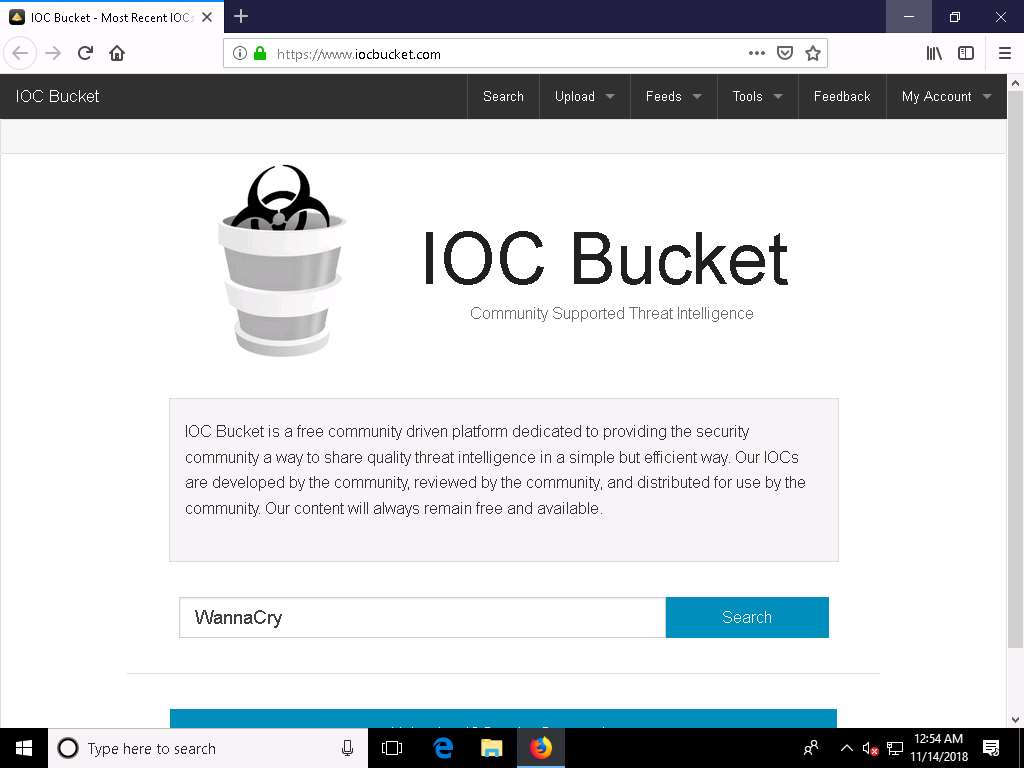 IOC Bucket - Most Recent IOC
https://www.iocbucket.com
IOC Bucket
Search
Upload
Feeds
Tools
Feedback
My Account
IOC Bucket
Community Supported Threat Intelligence
IOC Bucket is a free community driven platform dedicated to providing the security
community a way to share quality threat intelligence in a simple but efficient way. Our IOCs
are developed by the community, reviewed by the community, and distributed for use by the
community. Our content will always remain free and available.
WannaCry
Search
Type here to search
12:54 AM
11/14/2018